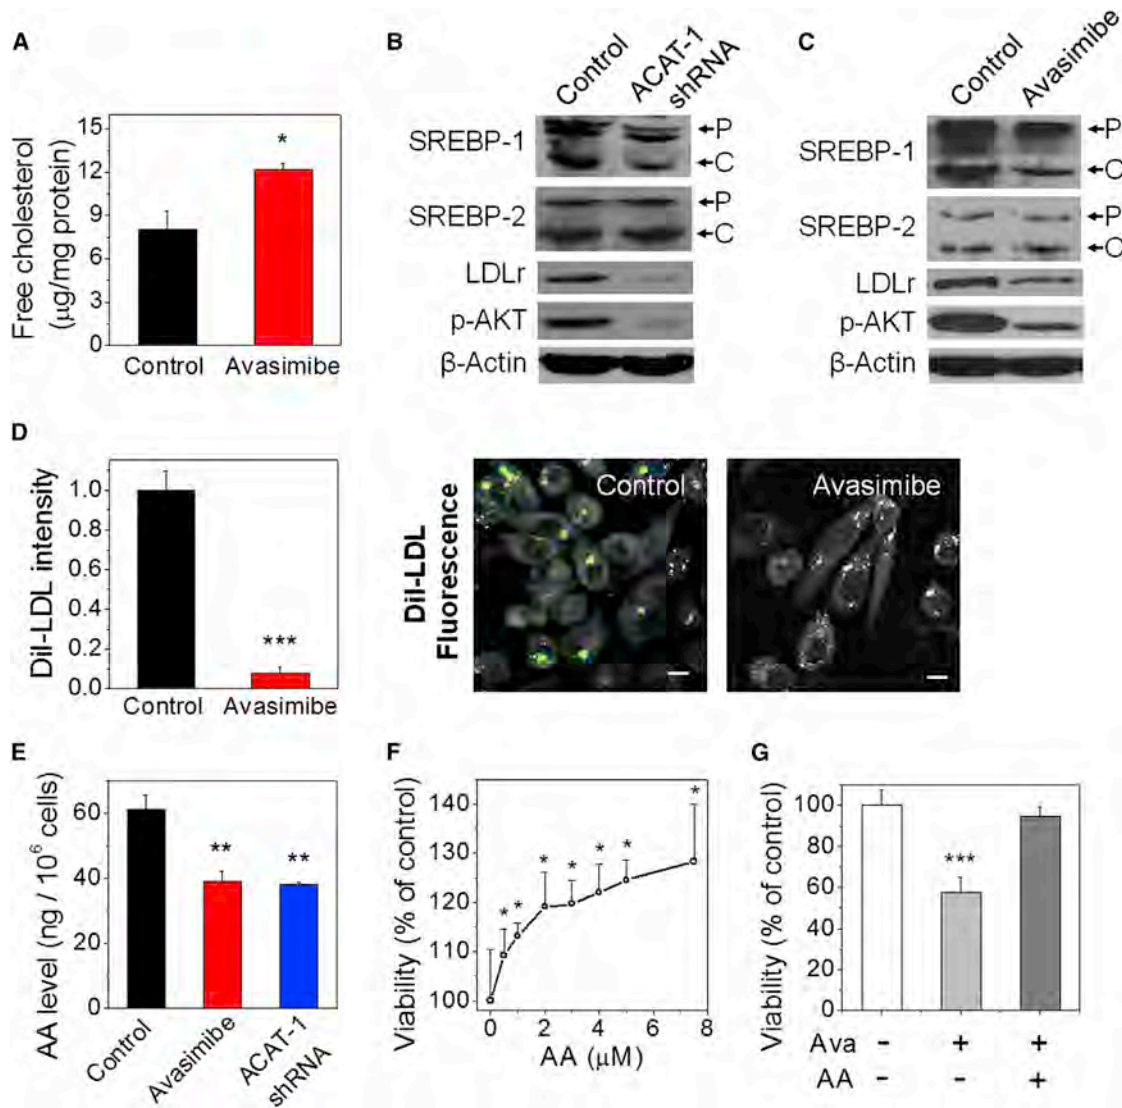 A
15
12
9
6
3
0
Free cholesterol
(μg/mg protein)
*
Control Avasimibe
B
Control
ACAT-1
shRNA
SREBP-1
P
C
SREBP-2
P
C
LDLr
p-AKT
β-Actin
C
Control
Avasimibe
SREBP-1
P
C
SREBP-2
P
C
LDLr
p-AKT
β-Actin
D
DiI-LDL intensity
1.0
0.8
0.6
0.4
0.2
0.0
***
Control Avasimibe
DiI-LDL
Fluorescence
Control
Avasimibe
E
AA level (ng / 10⁶ cells)
60
40
20
0
**
**
Control
Avasimibe
ACAT-1
shRNA
F
Viability (% of control)
140
130
120
110
100
* * * * * * *
0 2 4 6 8
AA (μM)
G
Viability (% of control)
100
80
60
40
20
0
***
Ava - + +
AA - - +